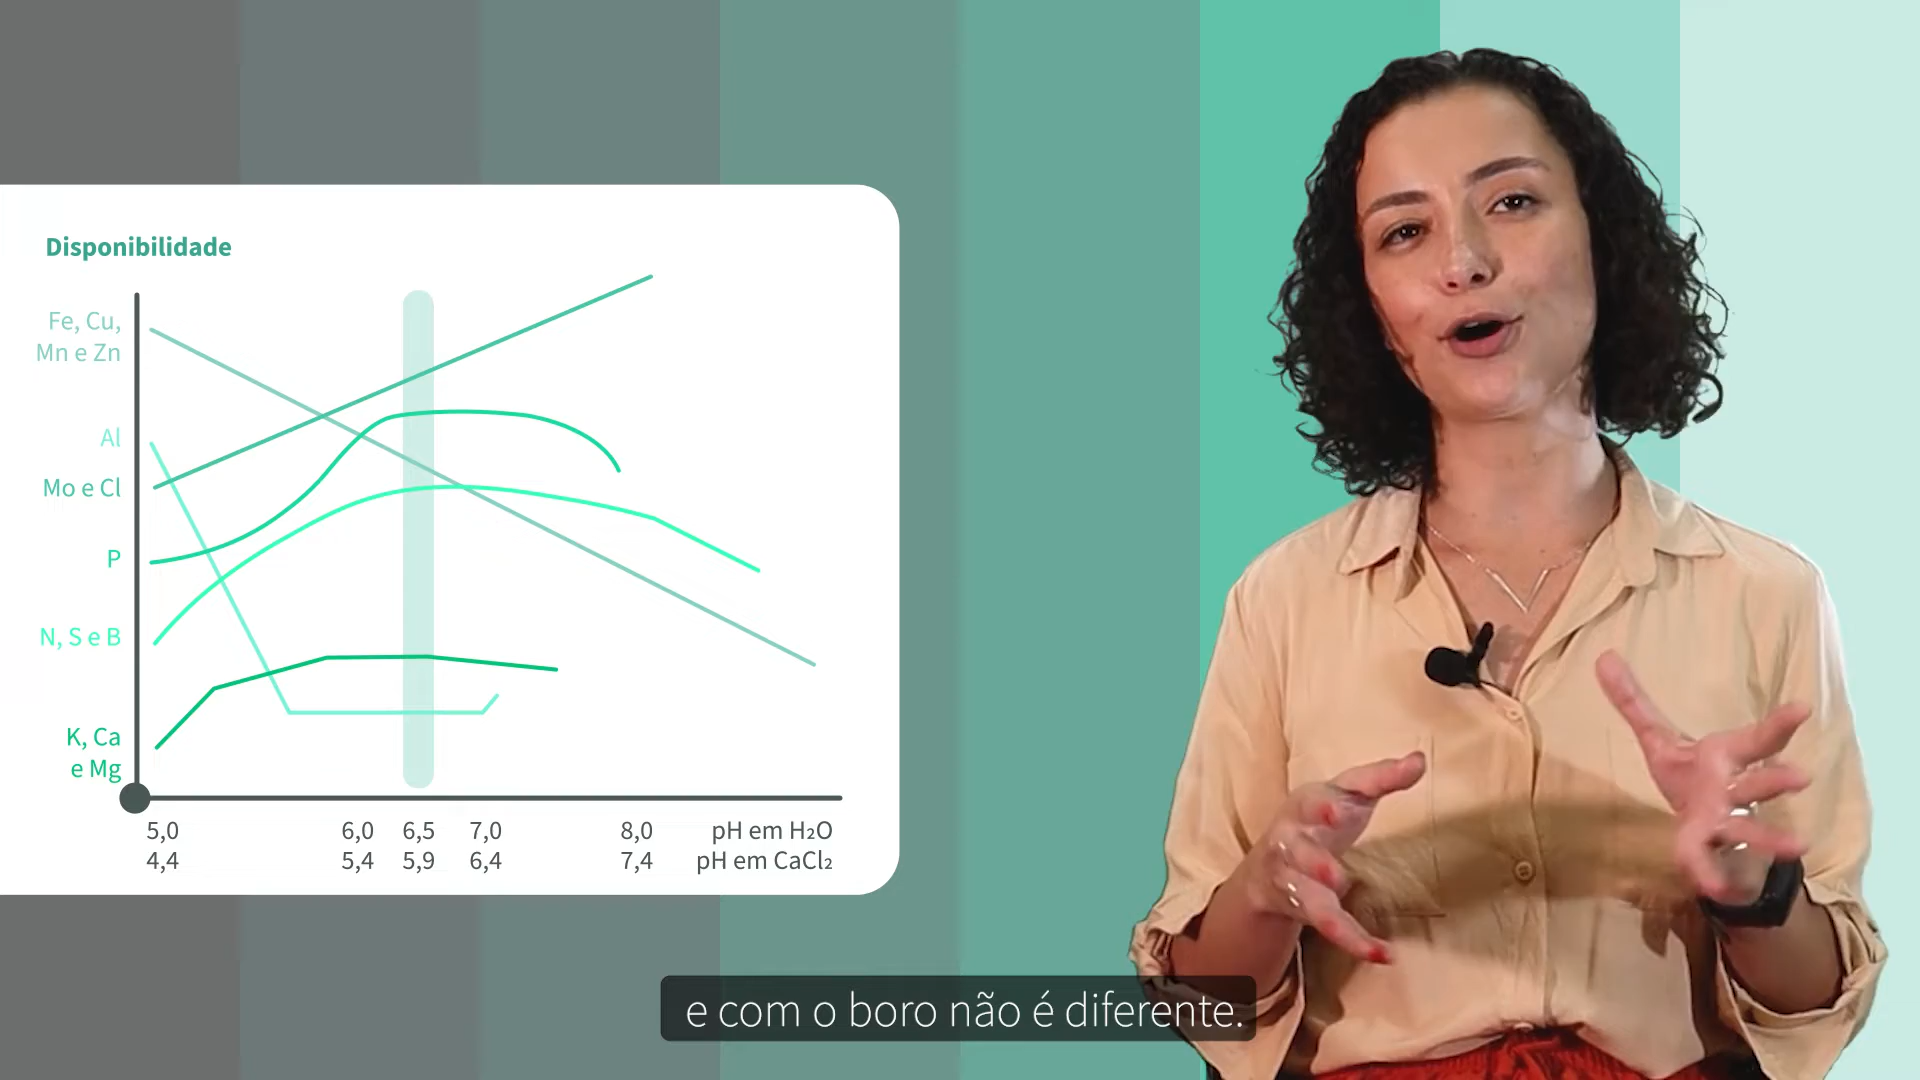 Disponibilidade
Fe, Cu,
Mn e Zn
Al
Mo e Cl
P
N, S e B
K, Ca
e Mg
5,0 6,0 6,5 7,0 8,0 pH em H₂O
4,4 5,4 5,9 6,4 7,4 pH em CaCl₂
e com o boro não é diferente.